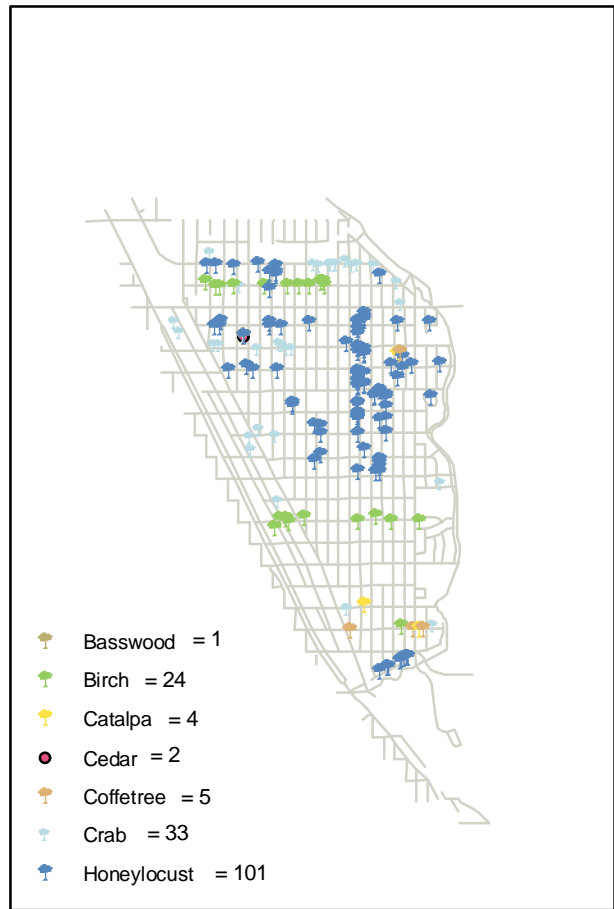 Basswood = 1
Birch = 24
Catalpa = 4
Cedar = 2
Coffetree = 5
Crab = 33
Honeylocust = 101